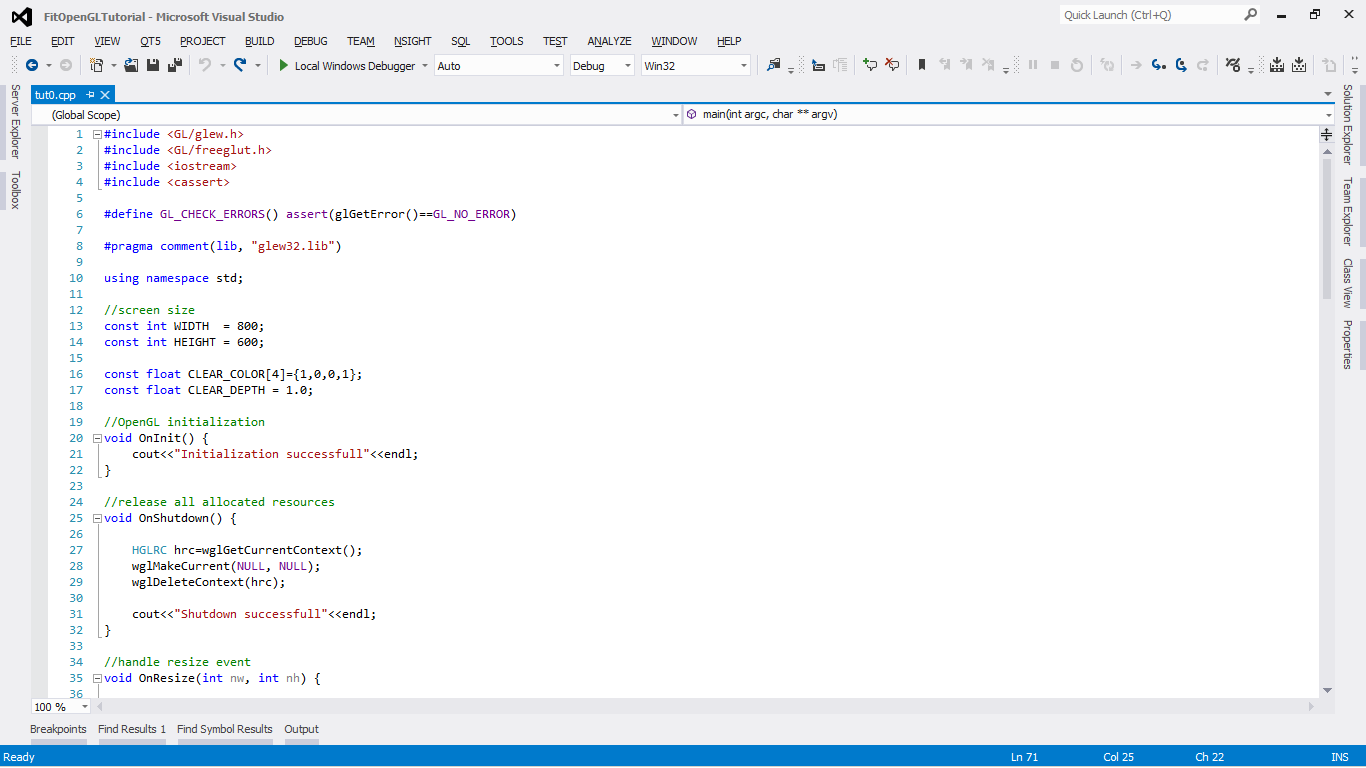 FitOpenGLTutorial - Microsoft Visual Studio
Quick Launch (Ctrl+Q)
FILE EDIT VIEW QT5 PROJECT BUILD DEBUG TEAM NSIGHT SQL TOOLS TEST ANALYZE WINDOW HELP
Local Windows Debugger Auto Debug Win32
Server Explorer
Toolbox
tut0.cpp
(Global Scope) main(int argc, char ** argv)
1 #include <GL/glew.h>
2 #include <GL/freeglut.h>
3 #include <iostream>
4 #include <cassert>
5
6 #define GL_CHECK_ERRORS() assert(glGetError()==GL_NO_ERROR)
7
8 #pragma comment(lib, "glew32.lib")
9
10 using namespace std;
11
12 //screen size
13 const int WIDTH  = 800;
14 const int HEIGHT = 600;
15
16 const float CLEAR_COLOR[4]={1,0,0,1};
17 const float CLEAR_DEPTH = 1.0;
18
19 //OpenGL initialization
20 void OnInit() {
21     cout<<"Initialization successfull"<<endl;
22 }
23
24 //release all allocated resources
25 void OnShutdown() {
26
27     HGLRC hrc=wglGetCurrentContext();
28     wglMakeCurrent(NULL, NULL);
29     wglDeleteContext(hrc);
30
31     cout<<"Shutdown successfull"<<endl;
32 }
33
34 //handle resize event
35 void OnResize(int nw, int nh) {
36
Solution Explorer
Team Explorer
Class View
Properties
100 %
Breakpoints Find Results 1 Find Symbol Results Output
Ready Ln 71 Col 25 Ch 22 INS